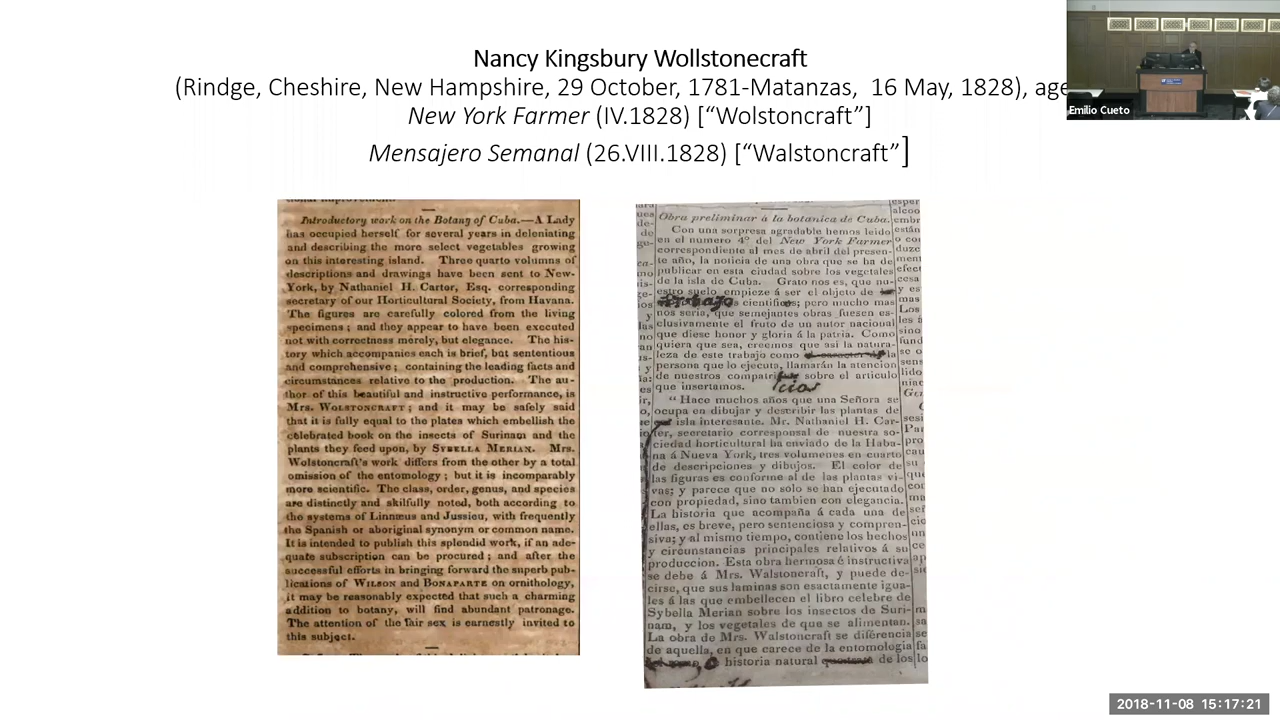 Nancy Kingsbury Wollstonecraft
(Rindge, Cheshire, New Hampshire, 29 October, 1781-Matanzas, 16 May, 1828), age
New York Farmer (IV.1828) [“Wolstoncraft”]
Mensajero Semanal (26.VIII.1828) [“Walstoncraft”]
Emilio Cueto
Introductory work on the Botany of Cuba.—A Lady
has occupied herself for several years in delineating
and describing the more select vegetables growing
on this interesting island. Three quarto volumes of
descriptions and drawings have been sent to New-
York, by Nathaniel H. Carter, Esq. corresponding
secretary of our Horticultural Society, from Havana.
The figures are carefully colored from the living
specimens; and they appear to have been executed
not with correctness merely, but elegance. The his-
tory which accompanies each is brief, but sententious
and comprehensive; containing the leading facts and
circumstances relative to the production. The au-
thor of this beautiful and instructive performance, is
Mrs. WOLSTONCRAFT; and it may be safely said
that it is fully equal to the plates which embellish the
celebrated book on the insects of Surinam and the
plants they feed upon, by SYBELLA MERIAN. Mrs.
Wolstoncraft's work differs from the other by a total
omission of the entomology; but it is incomparably
more scientific. The class, order, genus, and species
are distinctly and skilfully noted, both according to
the systems of Linnæus and Jussieu, with frequently
the Spanish or aboriginal synonym or common name.
It is intended to publish this splendid work, if an ade-
quate subscription can be procured; and after the
successful efforts in bringing forward the superb pub-
lications of WILSON and BONAPARTE on ornithology,
it may be reasonably expected that such a charming
addition to botany, will find abundant patronage.
The attention of the fair sex is earnestly invited to
this subject.
Obra preliminar á la botanica de Cuba.
Con una sorpresa agradable hemos leido
en el numero 4º del New York Farmer
correspondiente al mes de abril del presen-
te año, la noticia de una obra que se ha de
publicar en esta ciudad sobre los vegetales
de la isla de Cuba. Grato nos es, que nu-
estro suelo empieze á ser el objeto de
trabajo cientificos; pero mucho mas
nos seria, que semejantes obras fuesen es-
clusivamente el fruto de un autor nacional
que diese honor y gloria á la patria. Como
quiera que sea, creemos que asi la natura-
leza de este trabajo como la
persona que lo ejecuta, llamarán la atencion
de nuestros compatricios sobre el articulo
que insertamos.
“Hace muchos años que una Señora se
ocupa en dibujar y describir las plantas de
isla interesante. Mr. Nathaniel H. Car-
ter, secretario corresponsal de nuestra so-
ciedad horticultural ha enviado de la Haba-
na á Nueva York, tres volumenes en cuarto
de descripciones y dibujos. El color de
las figuras es conforme al de las plantas vi-
vas; y parece que no solo se han ejecutado
con propiedad, sino tambien con elegancia.
La historia que acompaña á cada una de
ellas, es breve, pero sentenciosa y compren-
siva; y al mismo tiempo, contiene los hechos
y circunstancias principales relativos á su
produccion. Esta obra hermosa é instructiva
se debe á Mrs. Walstoncraft, y puede de-
cirse, que sus laminas son esactamente igua-
les á las que embellecen el libro celebre de
Sybella Merian sobre los insectos de Suri-
nam, y los vegetales de que se alimentan.
La obra de Mrs. Walstoncraft se diferencia
de aquella, en que carece de la entomologia
historia natural de los
2018-11-08 15:17:21